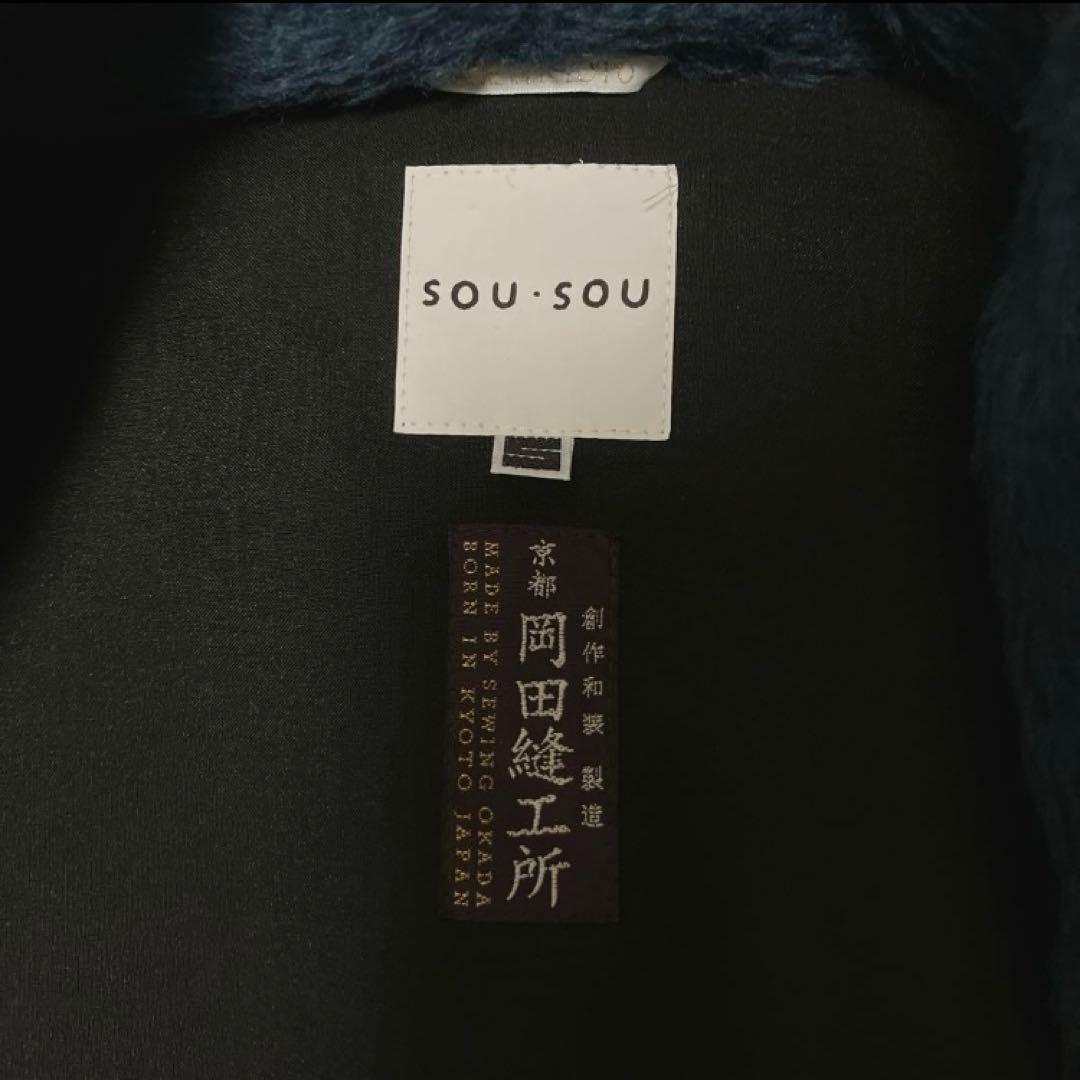 SOU・SOU
創作和装 製造
京都 岡田縫工所
MADE BY SEWING OKADA
BORN IN KYOTO JAPAN